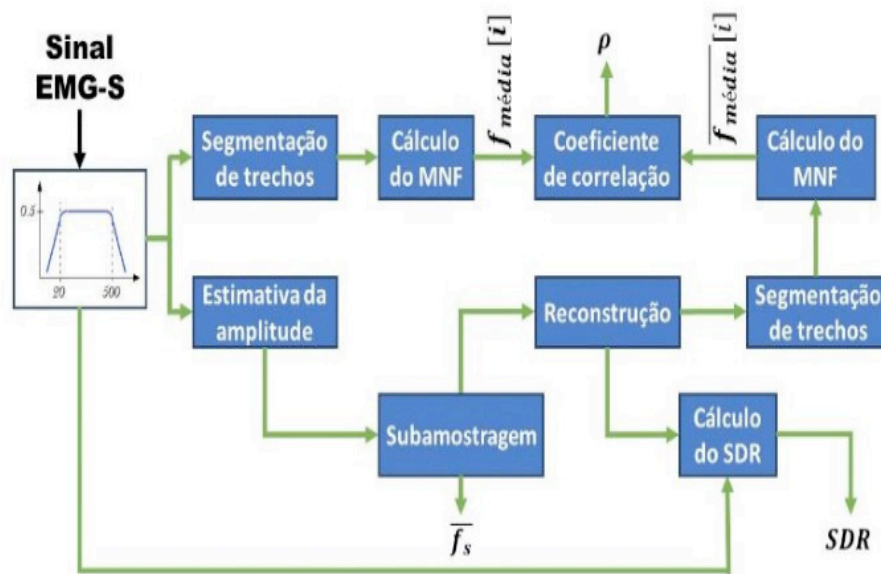 Sinal
EMG-S
f média [i]
ρ
f média [i]
Segmentação
de trechos
Cálculo
do MNF
Coeficiente
de correlação
Cálculo do
MNF
0.5
20
500
Estimativa da
amplitude
Reconstrução
Segmentação
de trechos
Subamostragem
Cálculo
do SDR
f s
SDR